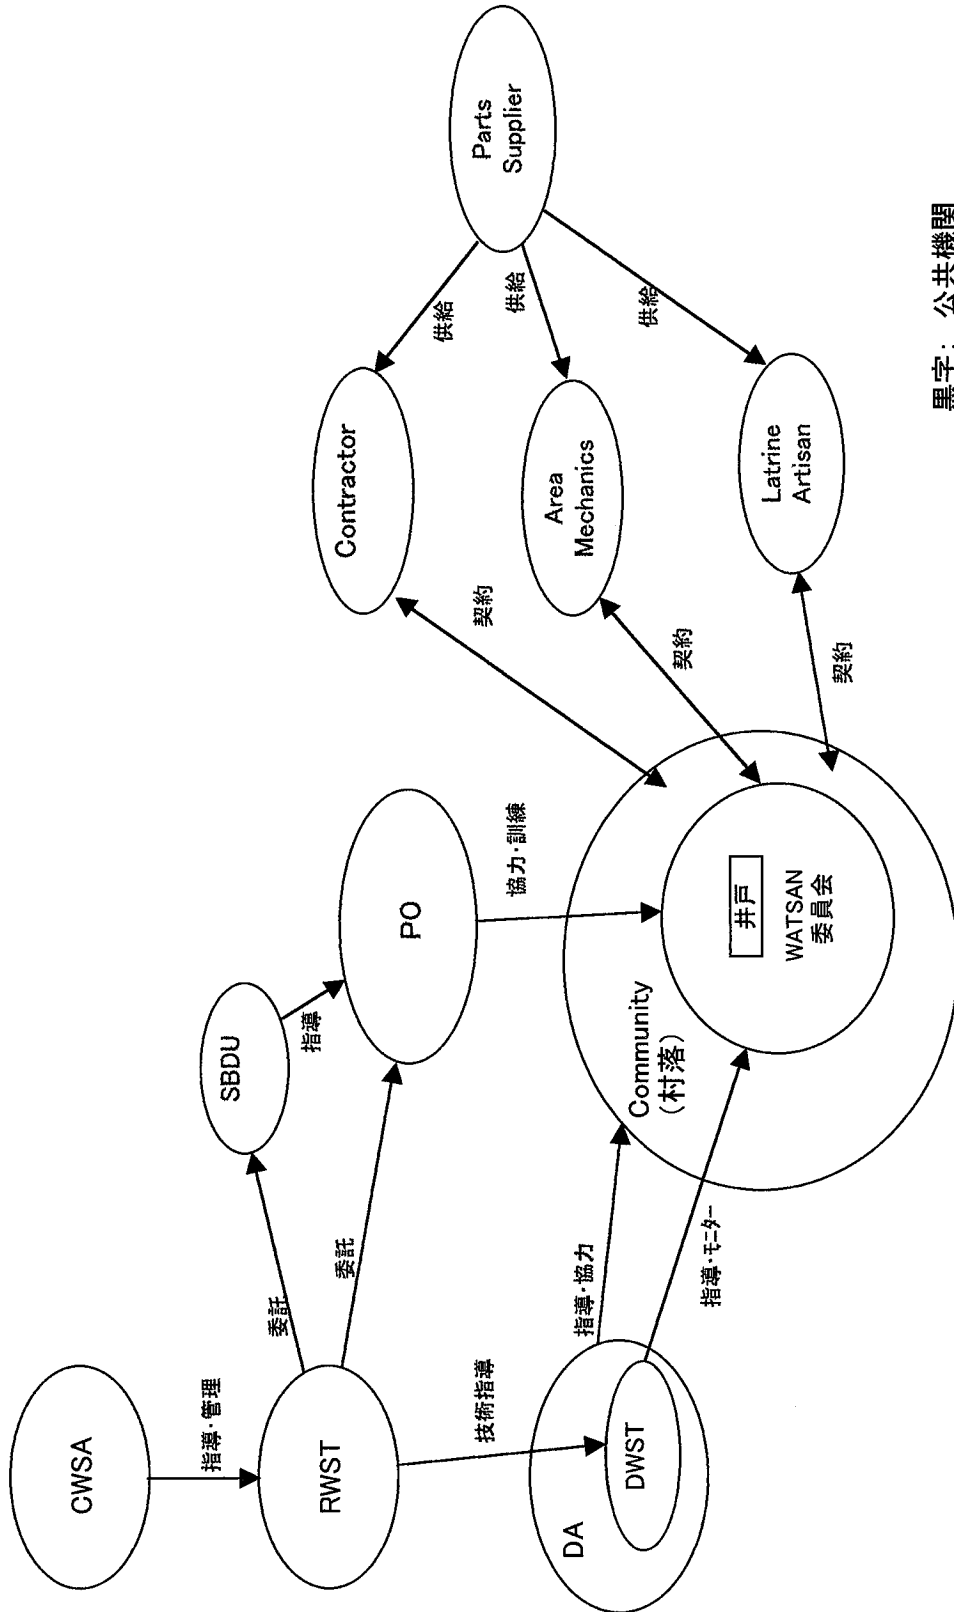 CWSA
指導・管理
RWST
委託
SBDU
指導
委託
PO
協力・訓練
技術指導
DA
DWST
指導・協力
指導・モニター
Community
(村落)
井戸
WATSAN
委員会
契約
契約
契約
Contractor
Area
Mechanics
Latrine
Artisan
供給
供給
供給
Parts
Supplier
黒字： 公共機関